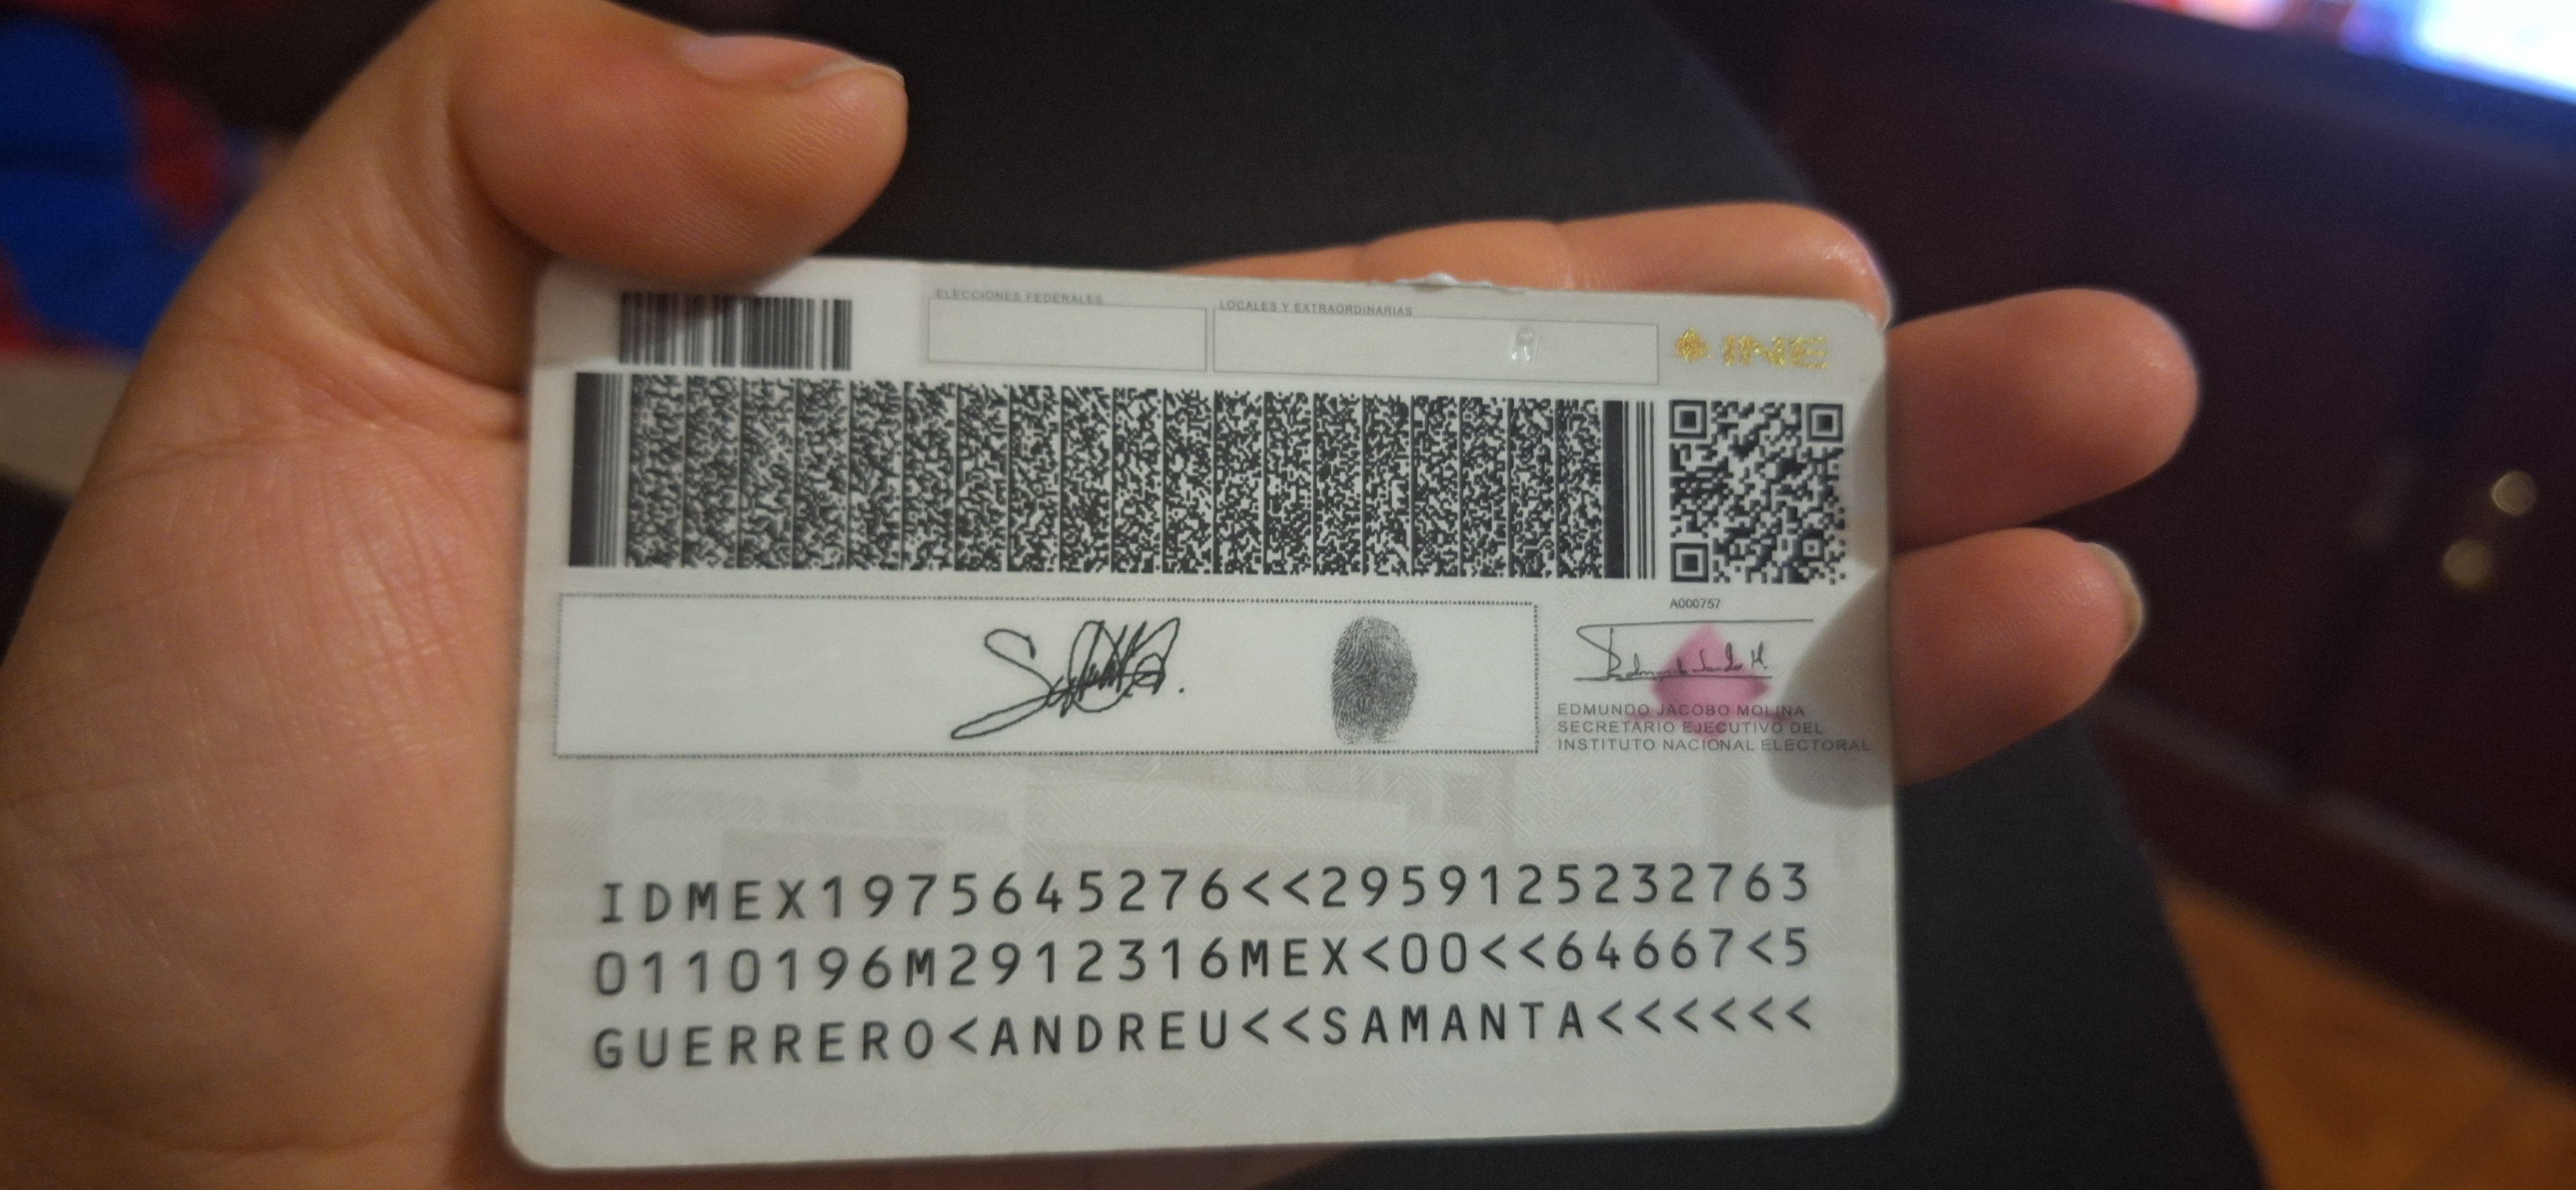 ELECCIONES FEDERALES
LOCALES Y EXTRAORDINARIAS
INE
A000757
EDMUNDO JACOBO MOLINA
SECRETARIO EJECUTIVO DEL
INSTITUTO NACIONAL ELECTORAL
IDMEX1975645276<<2959125232763
0110196M2912316MEX<00<<64667<5
GUERRERO<ANDREU<<SAMANTA<<<<<<